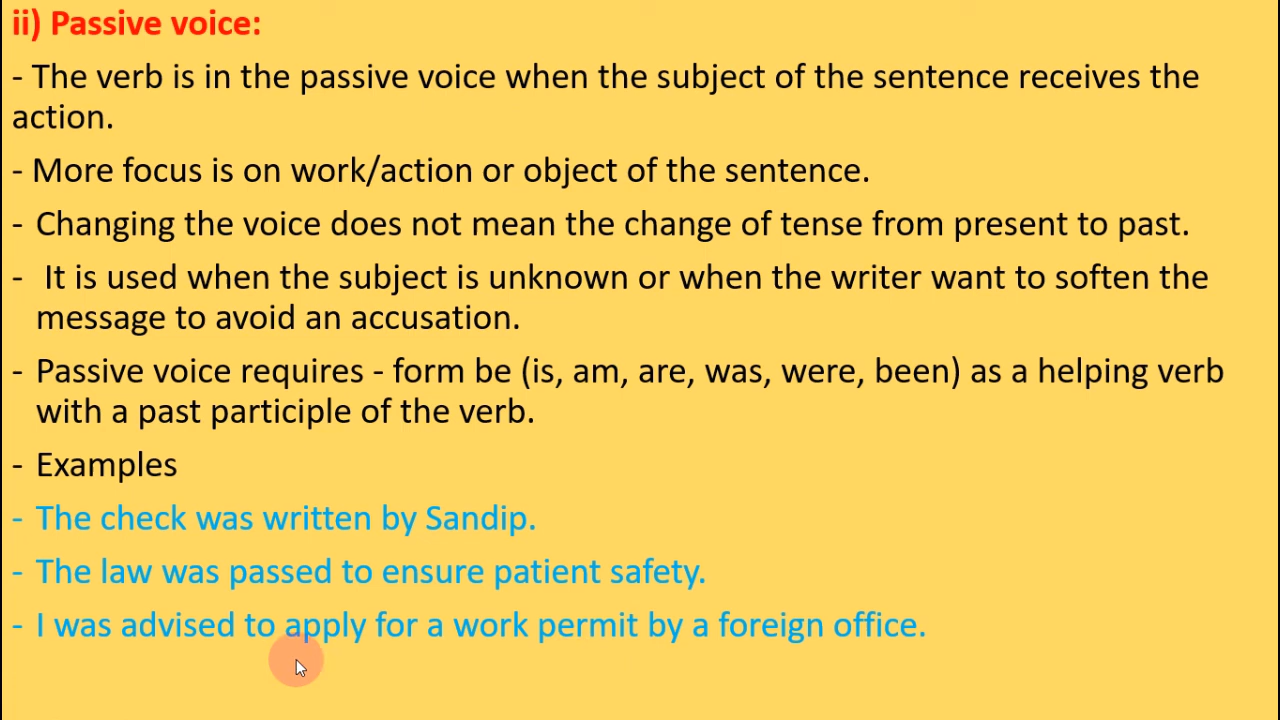 ii) Passive voice:
- The verb is in the passive voice when the subject of the sentence receives the
action.
- More focus is on work/action or object of the sentence.
- Changing the voice does not mean the change of tense from present to past.
- It is used when the subject is unknown or when the writer want to soften the
message to avoid an accusation.
- Passive voice requires - form be (is, am, are, was, were, been) as a helping verb
with a past participle of the verb.
- Examples
- The check was written by Sandip.
- The law was passed to ensure patient safety.
- I was advised to apply for a work permit by a foreign office.